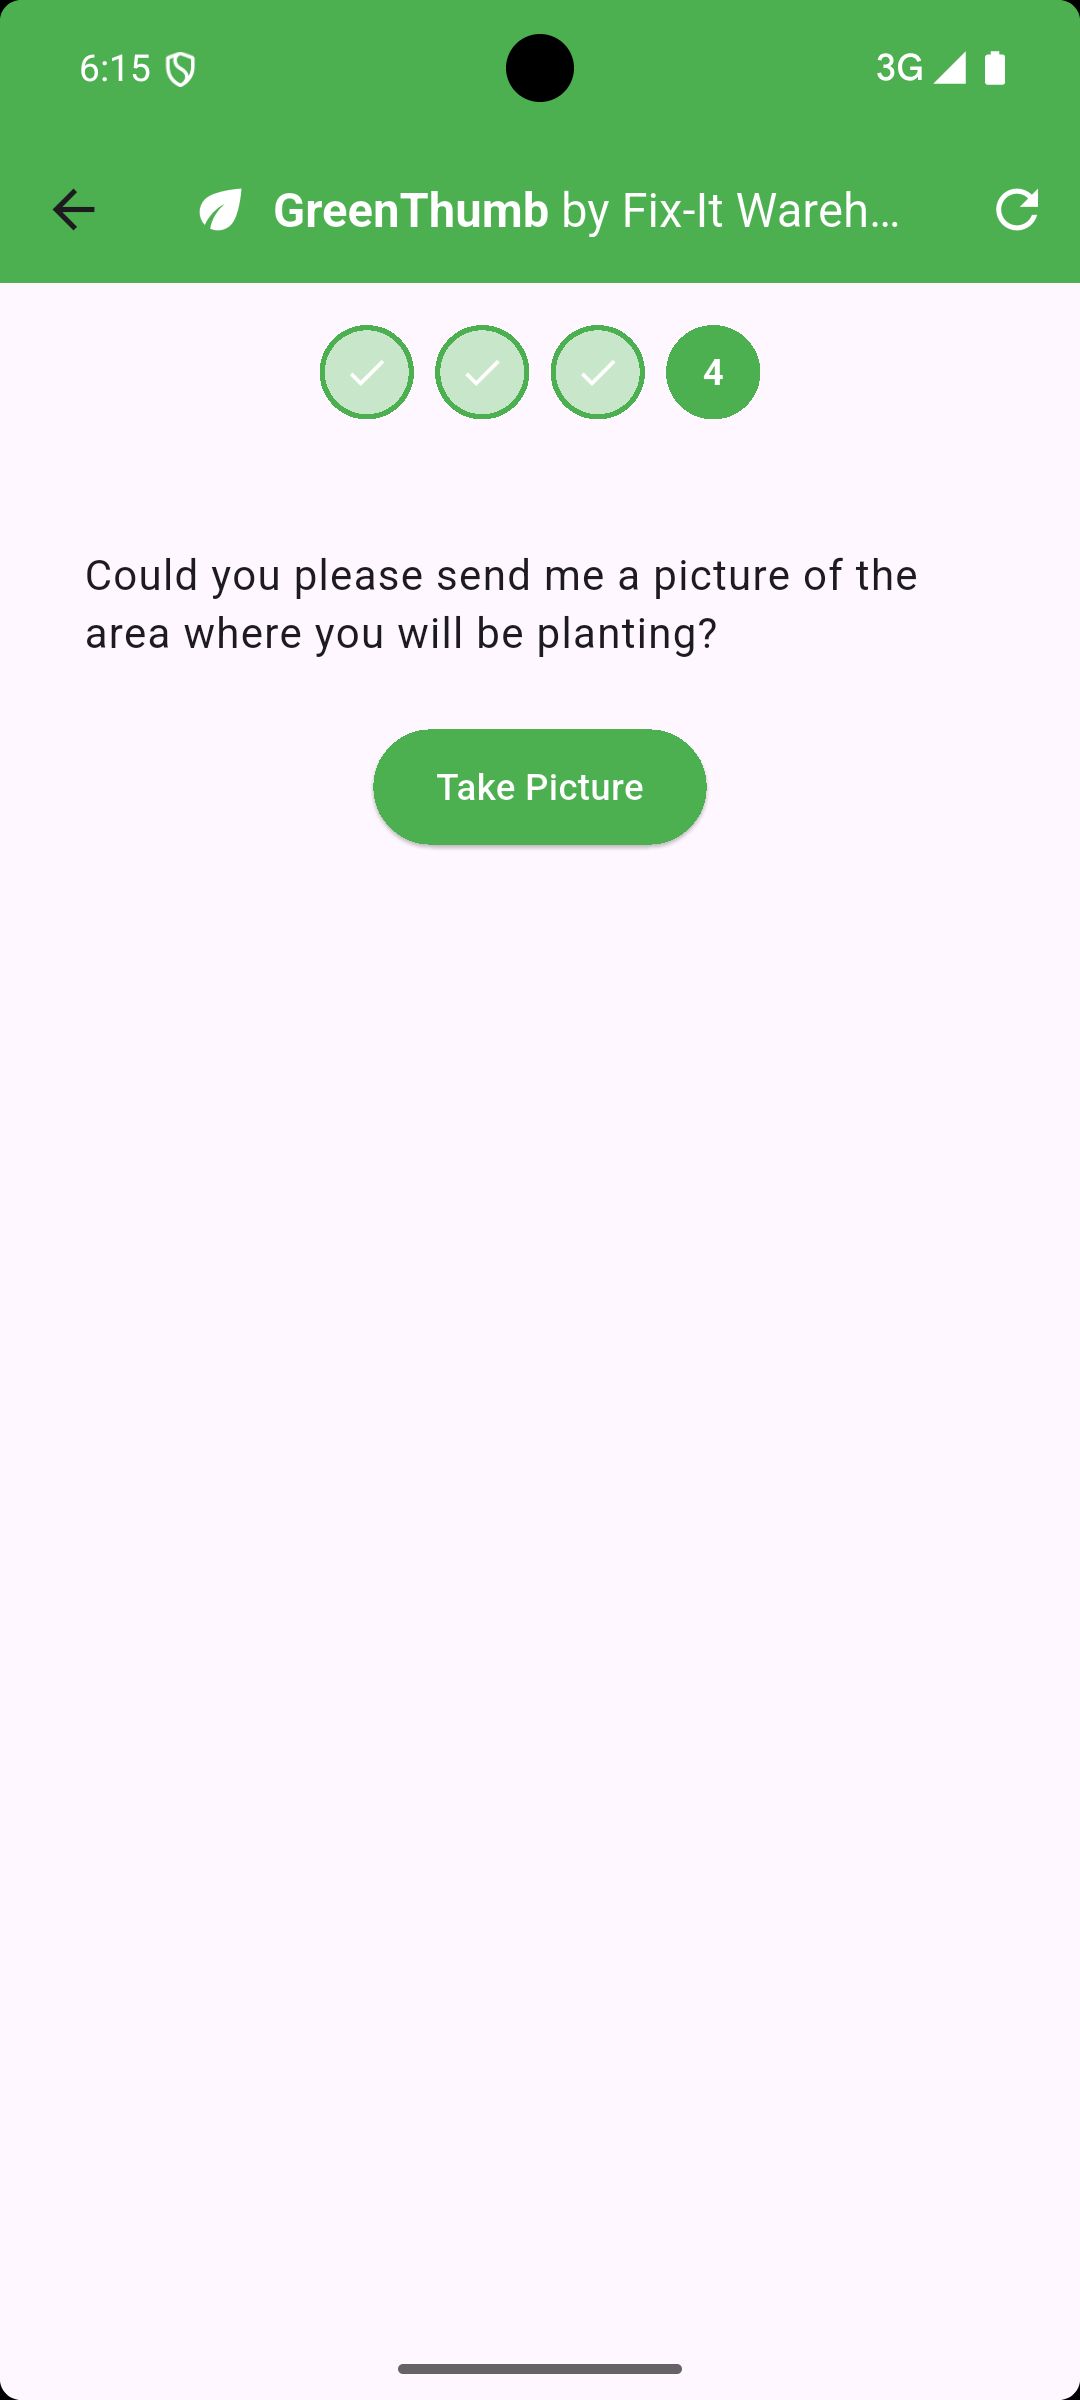 6:15
3G
GreenThumb by Fix-It Wareh...
4
Could you please send me a picture of the
area where you will be planting?
Take Picture